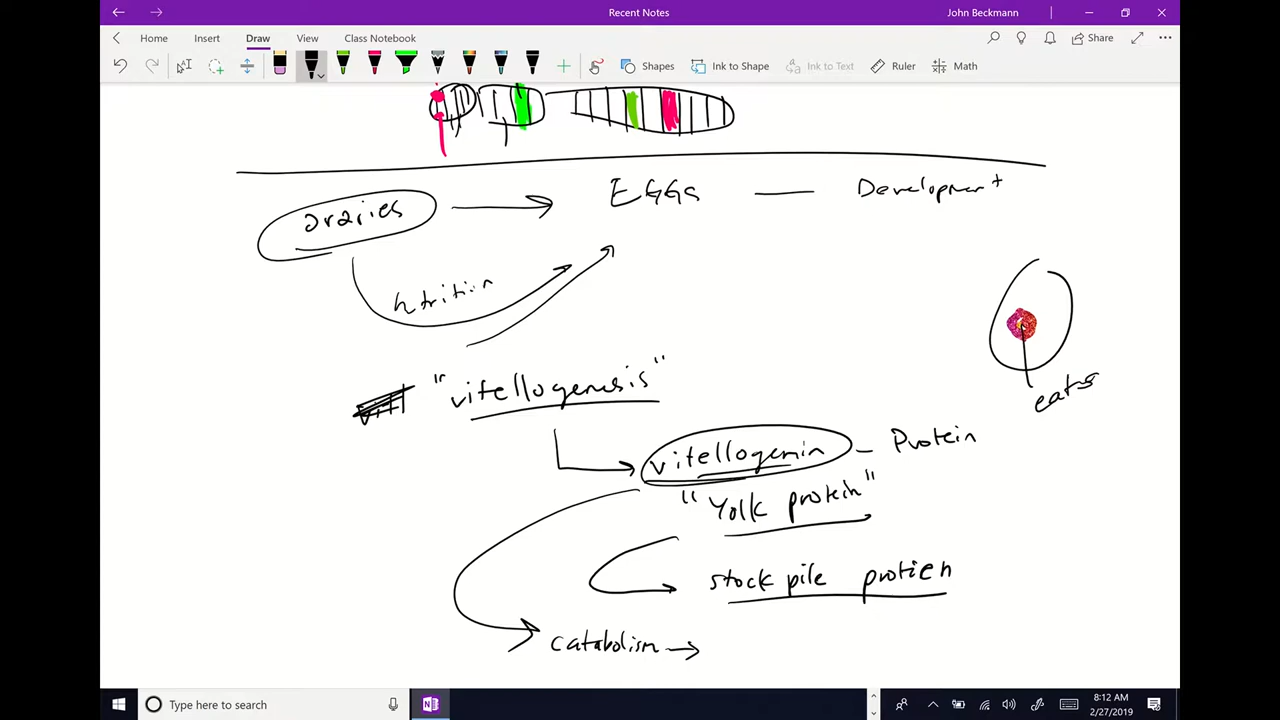 Recent Notes
John Beckmann
Home Insert Draw View Class Notebook
Share
Shapes Ink to Shape Ink to Text Ruler Math
ovaries EGGs Development
ntrition
"vitellogenesis"
eats
vitellogenin - Protein
"Yolk protein"
stock pile protien
catabolism
Type here to search
8:12 AM
2/27/2019